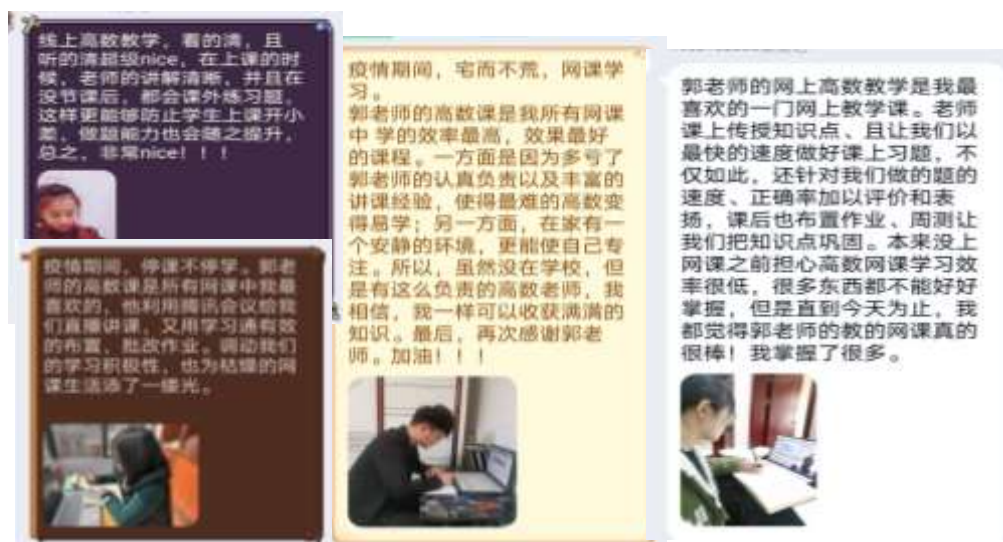 线上高数教学，看的清，且
听的清超级nice，在上课的时
候，老师的讲解清晰，并且在
没节课后，都会课外练习题，
这样更能够防止学生上课开小
差，做题能力也会随之提升，
总之，非常nice！！！
疫情期间，停课不停学。郭老
师的高数课是所有网课中我最
喜欢的，他利用腾讯会议给我
们直播讲课，又用学习通有效
的布置、批改作业。调动我们
的学习积极性，也为枯燥的网
课生活添了一缕光。
疫情期间，宅而不荒，网课学
习。
郭老师的高数课是我所有网课
中 学的效率最高，效果最好
的课程。一方面是因为多亏了
郭老师的认真负责以及丰富的
讲课经验，使得最难的高数变
得易学；另一方面，在家有一
个安静的环境，更能使自己专
注。所以，虽然没在学校，但
是有这么负责的高数老师，我
相信，我一样可以收获满满的
知识。最后，再次感谢郭老
师。加油！！！
郭老师的网上高数教学是我最
喜欢的一门网上教学课。老师
课上传授知识点、且让我们以
最快的速度做好课上习题，不
仅如此，还针对我们做的题的
速度、正确率加以评价和表
扬，课后也布置作业、周测让
我们把知识点巩固。本来没上
网课之前担心高数网课学习效
率很低，很多东西都不能好好
掌握，但是直到今天为止，我
都觉得郭老师的教的网课真的
很棒！我掌握了很多。